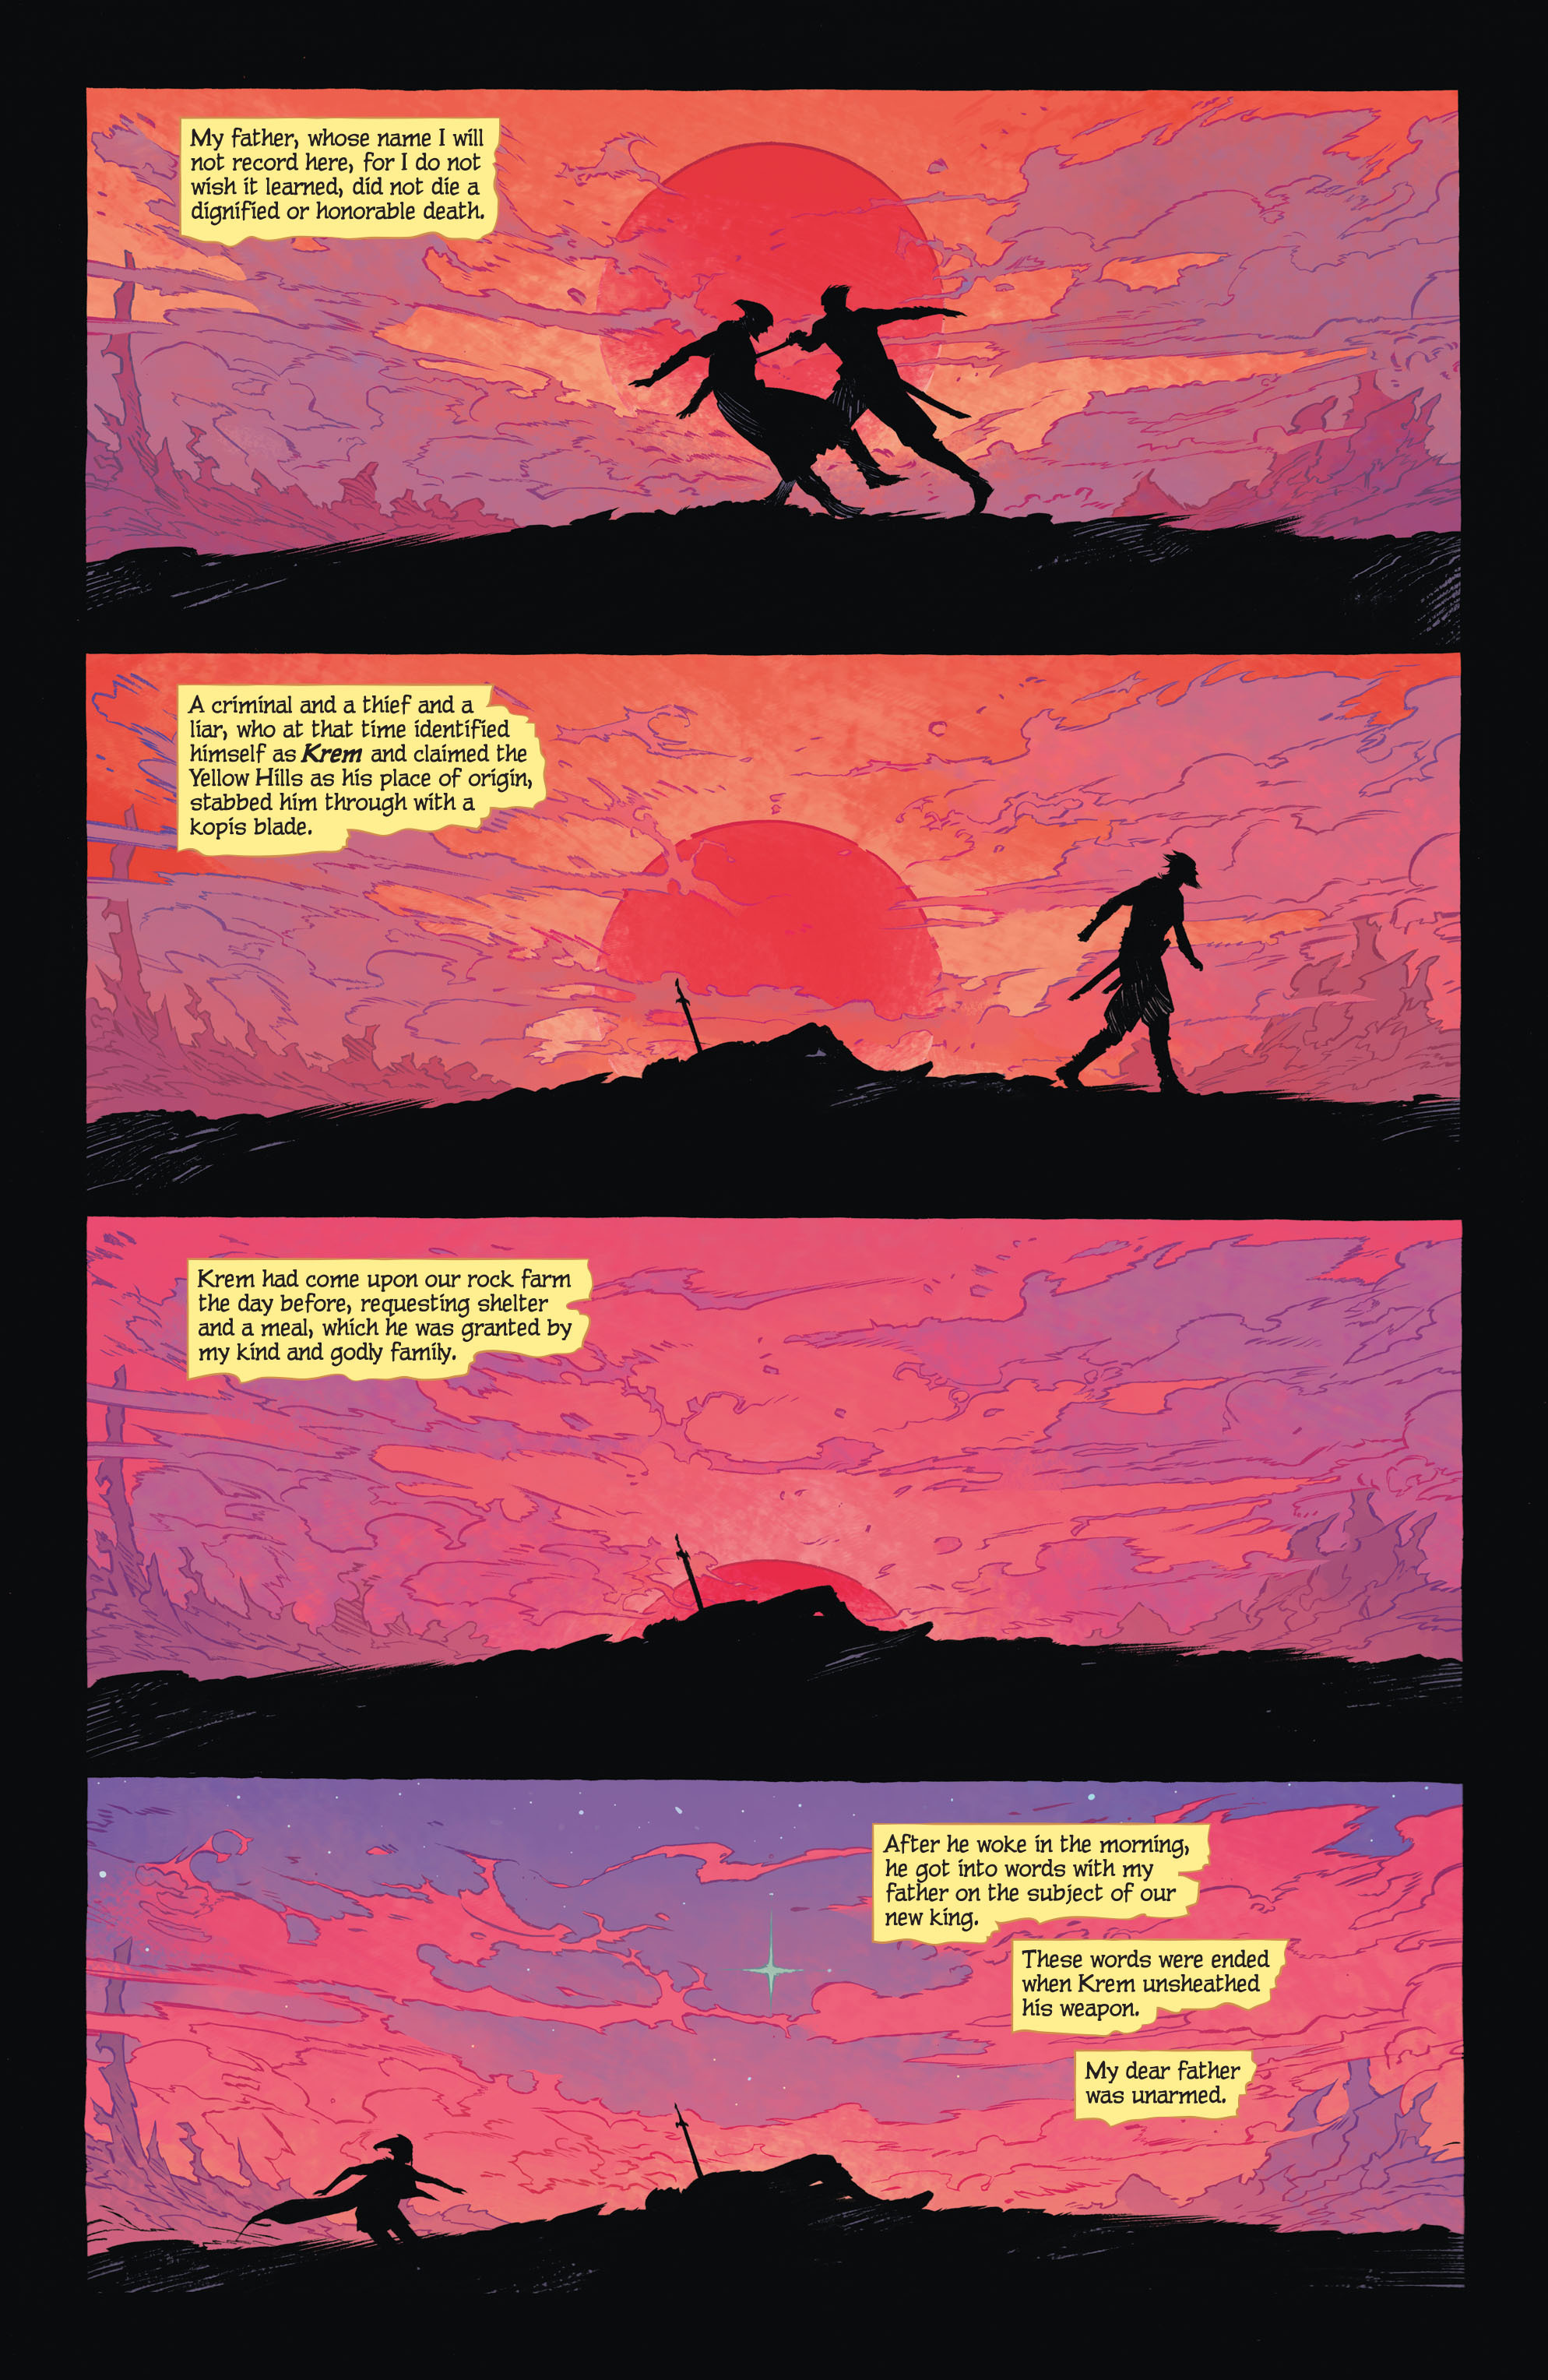 My father, whose name I will
not record here, for I do not
wish it learned, did not die a
dignified or honorable death.
A criminal and a thief and a
liar, who at that time identified
himself as Krem and claimed the
Yellow Hills as his place of origin,
stabbed him through with a
kopis blade.
Krem had come upon our rock farm
the day before, requesting shelter
and a meal, which he was granted by
my kind and godly family.
After he woke in the morning,
he got into words with my
father on the subject of our
new king.
These words were ended
when Krem unsheathed
his weapon.
My dear father
was unarmed.